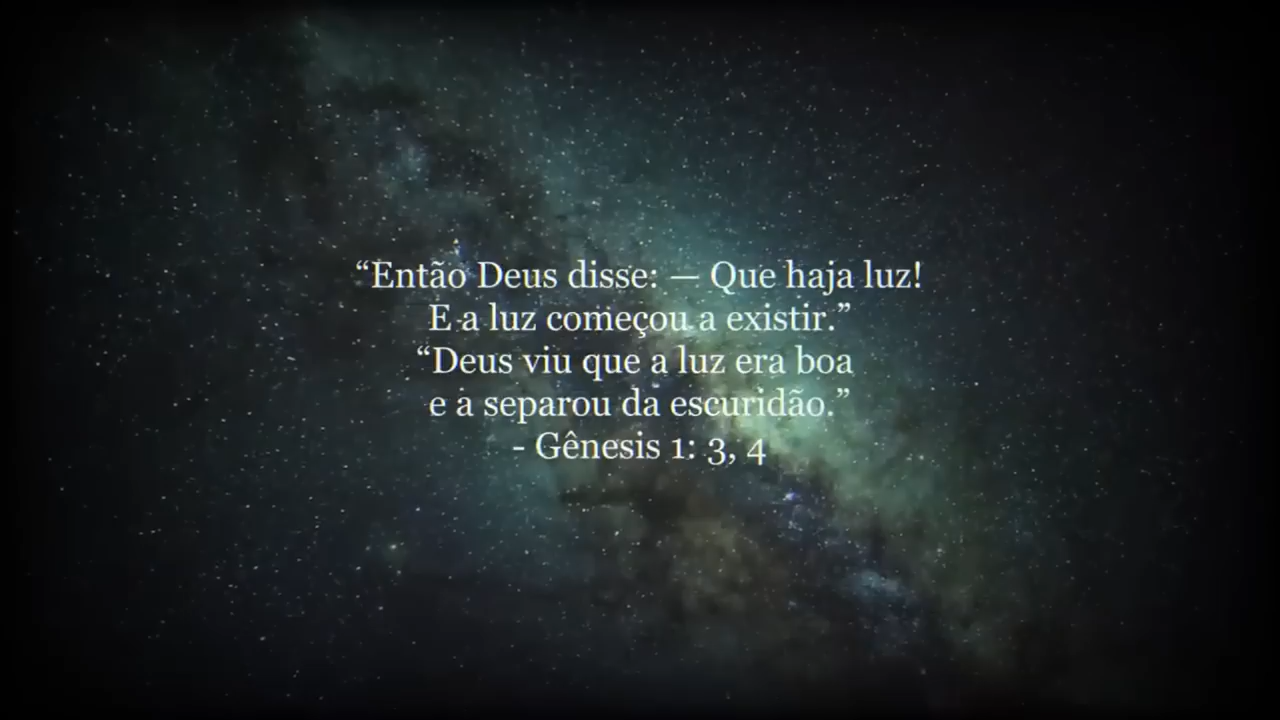 “Então Deus disse: — Que haja luz!
E a luz começou a existir.”
“Deus viu que a luz era boa
e a separou da escuridão.”
- Gênesis 1: 3, 4